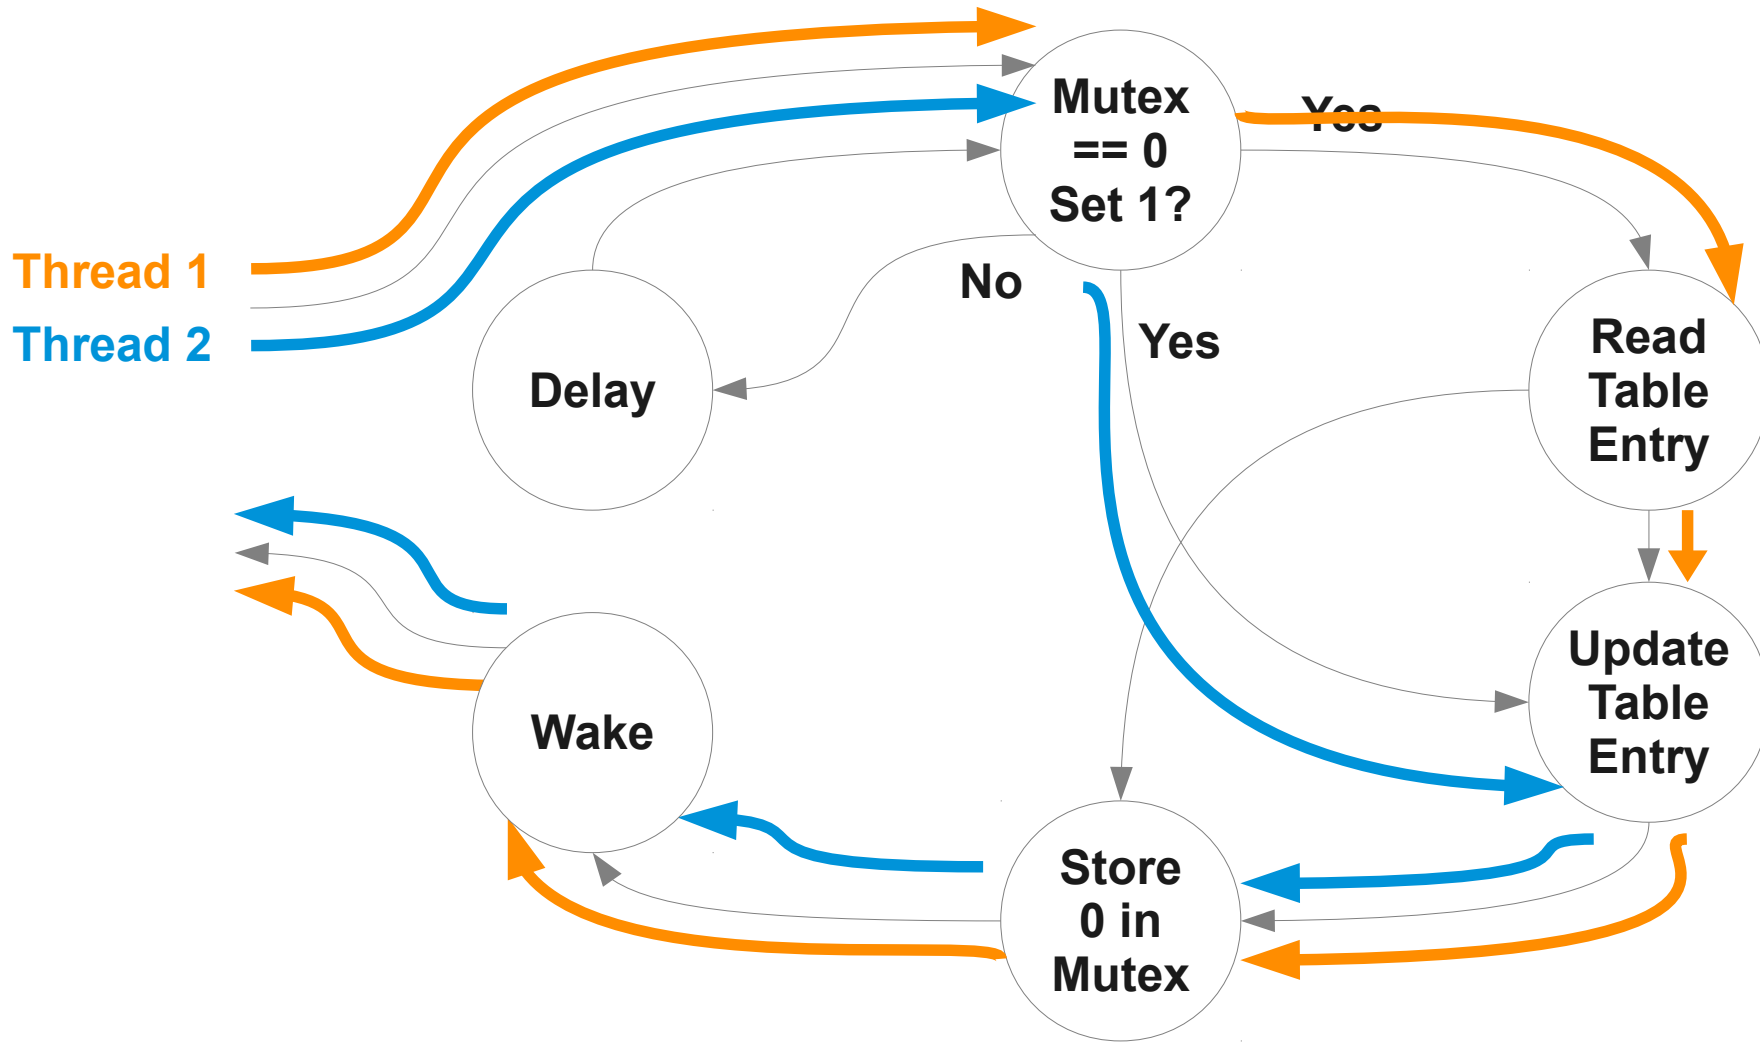 Mutex
== 0
Set 1?
Yes
Thread 1
Thread 2
No
Yes
Delay
Read
Table
Entry
Update
Table
Entry
Wake
Store
0 in
Mutex